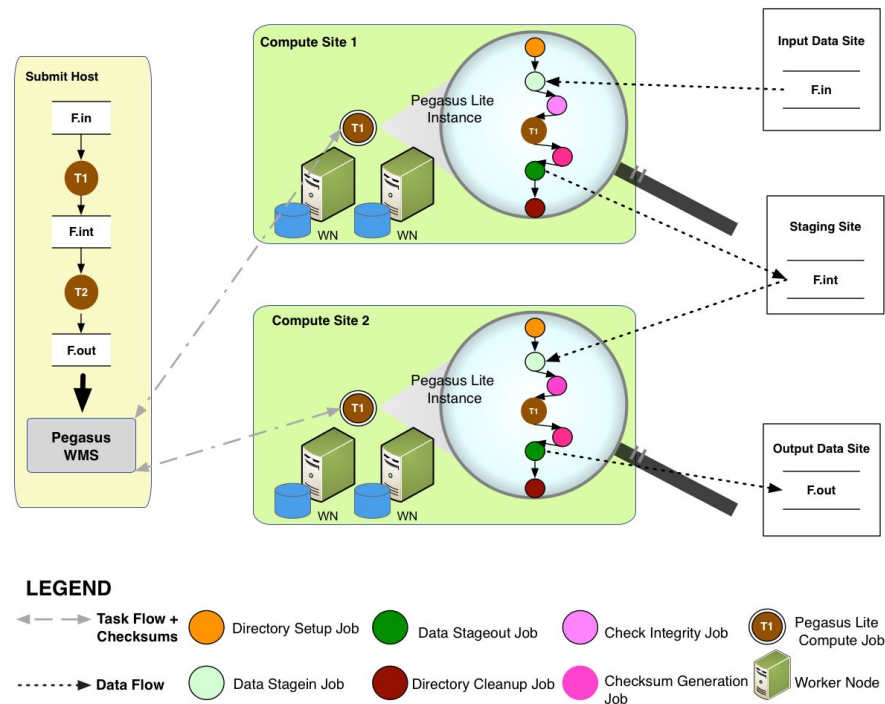 Submit Host
F.in
T1
F.int
T2
F.out
Pegasus
WMS
Compute Site 1
Pegasus Lite
Instance
T1
T1
WN
WN
Compute Site 2
Pegasus Lite
Instance
T1
T1
WN
WN
Input Data Site
F.in
Staging Site
F.int
Output Data Site
F.out
LEGEND
Task Flow +
Checksums
Directory Setup Job
Data Stageout Job
Check Integrity Job
T1
Pegasus Lite
Compute Job
Data Flow
Data Stagein Job
Directory Cleanup Job
Checksum Generation
Job
Worker Node